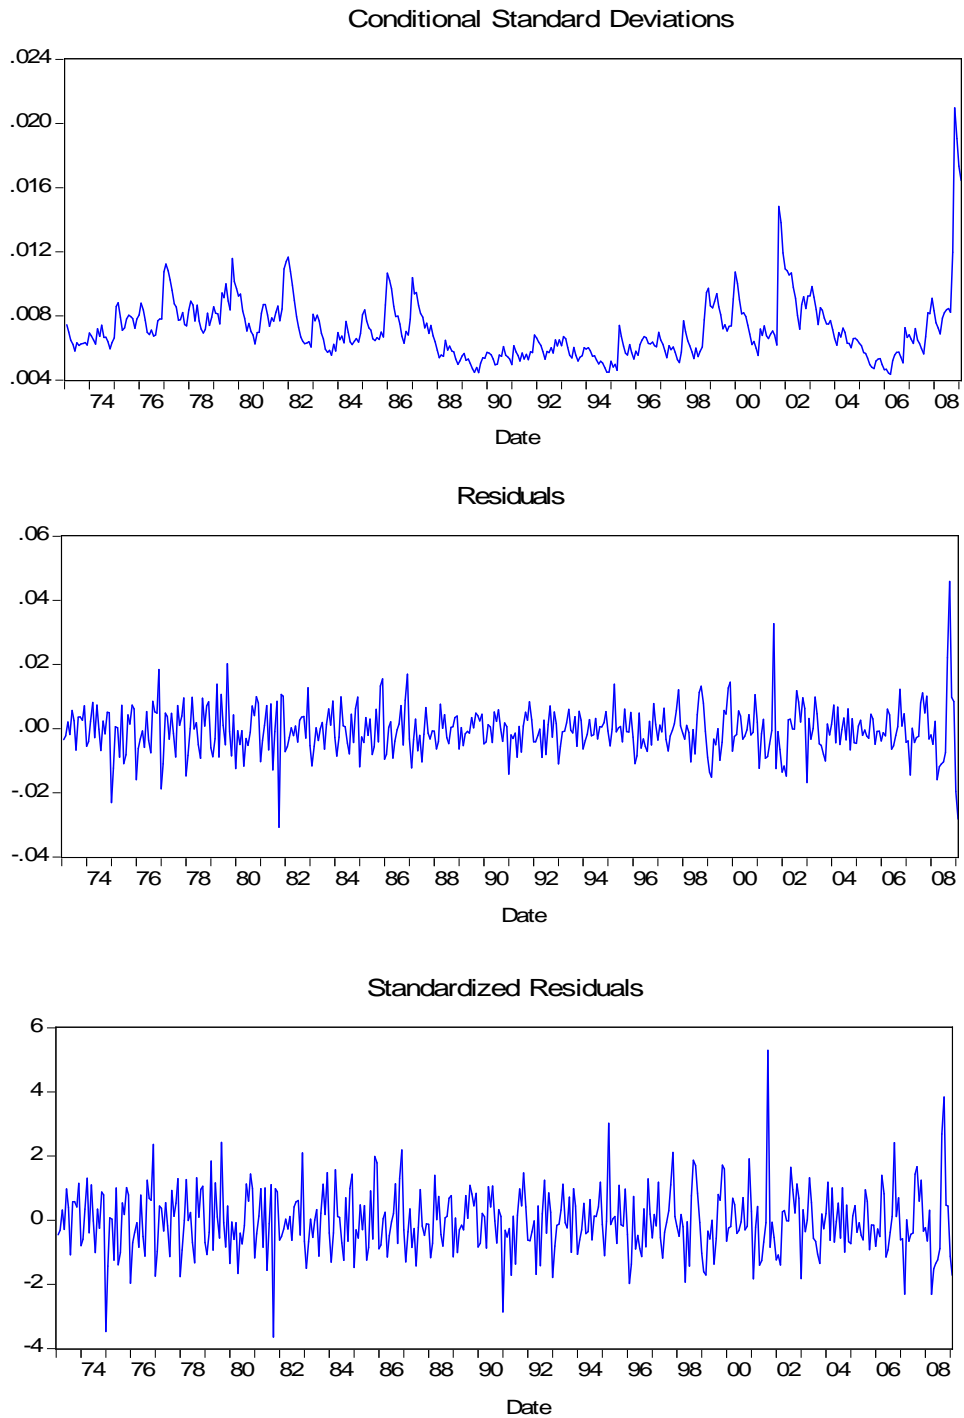 Conditional Standard Deviations
.024
.020
.016
.012
.008
.004
74 76 78 80 82 84 86 88 90 92 94 96 98 00 02 04 06 08
Date
Residuals
.06
.04
.02
.00
-.02
-.04
74 76 78 80 82 84 86 88 90 92 94 96 98 00 02 04 06 08
Date
Standardized Residuals
6
4
2
0
-2
-4
74 76 78 80 82 84 86 88 90 92 94 96 98 00 02 04 06 08
Date